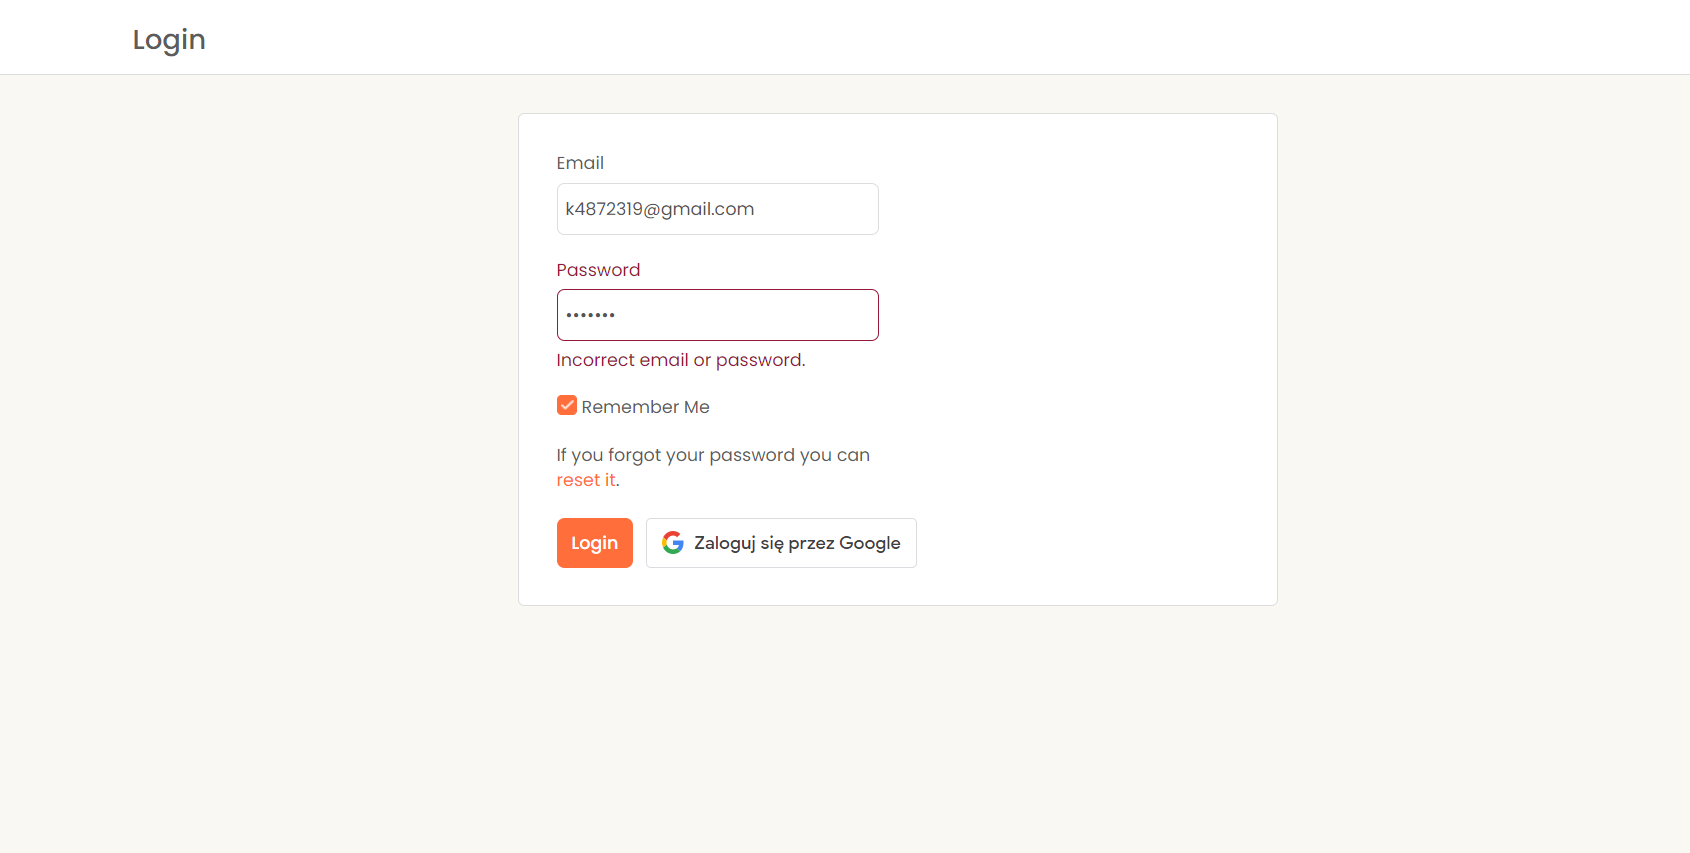 Login
Email
k4872319@gmail.com
Password
•••••••
Incorrect email or password.
Remember Me
If you forgot your password you can
reset it.
Login
Zaloguj się przez Google